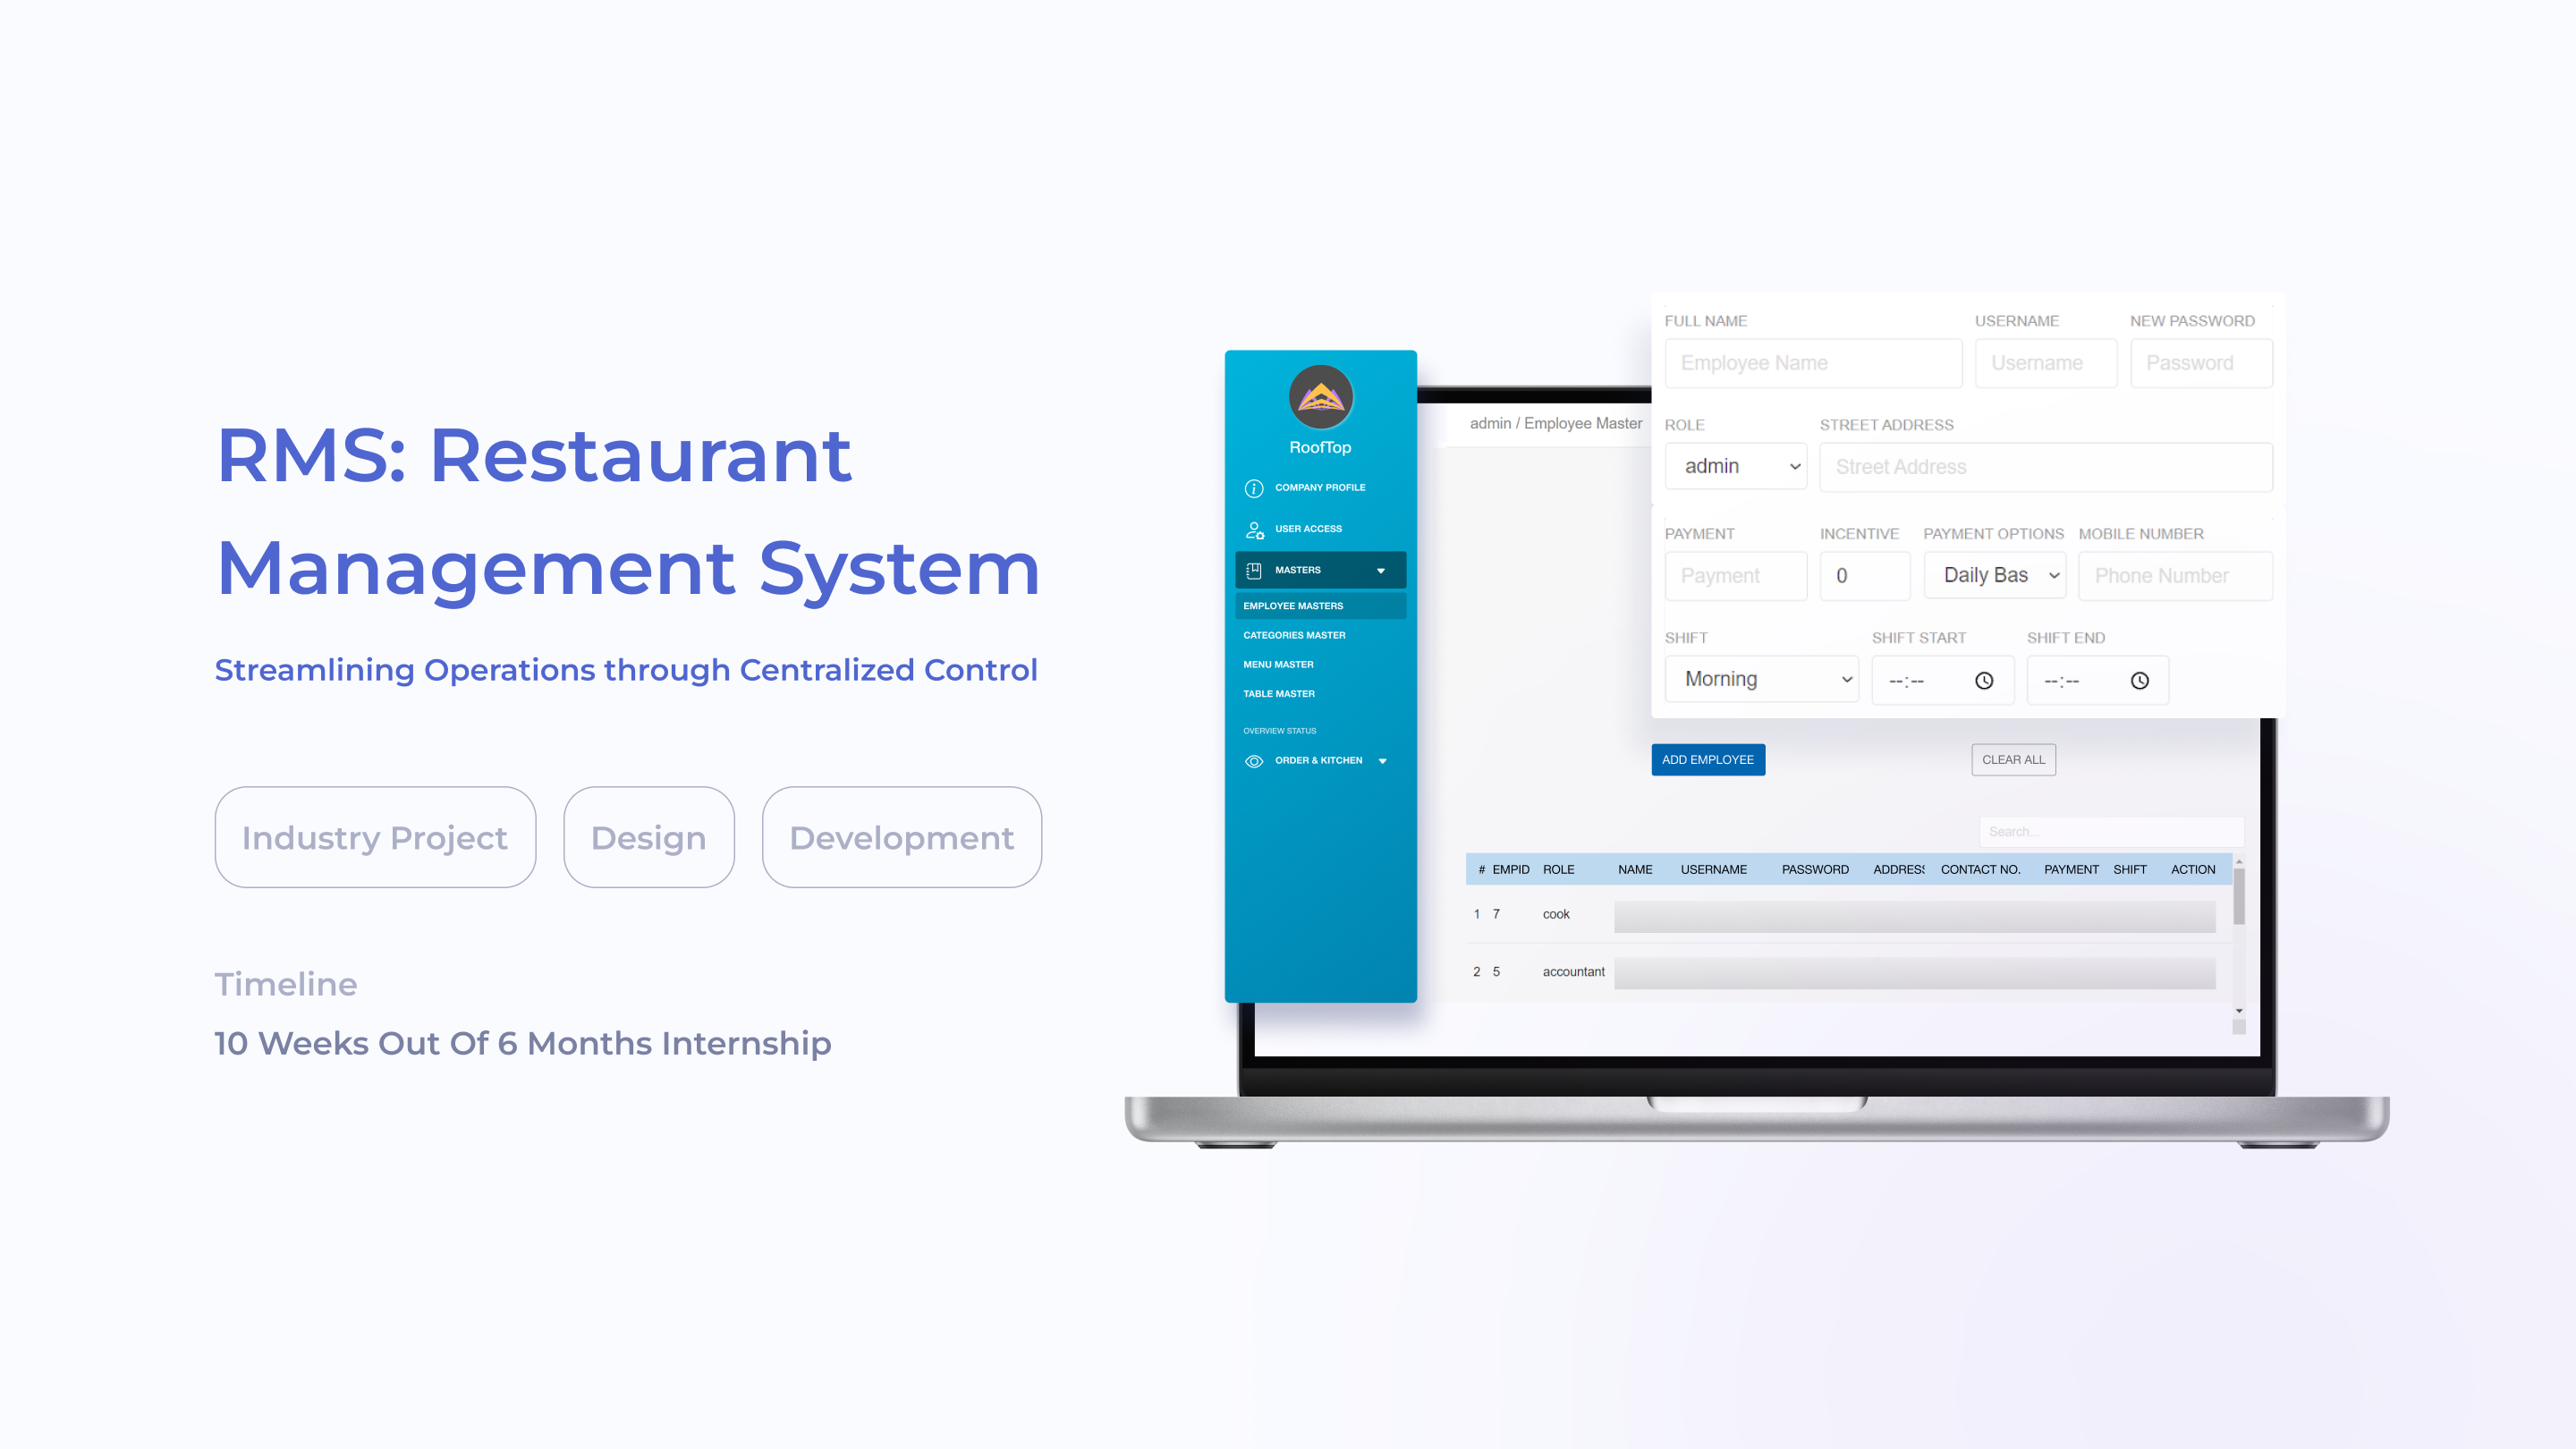 RMS: Restaurant
Management System
Streamlining Operations through Centralized Control
Industry Project
Design
Development
Timeline
10 Weeks Out Of 6 Months Internship
RoofTop
COMPANY PROFILE
USER ACCESS
MASTERS
EMPLOYEE MASTERS
CATEGORIES MASTER
MENU MASTER
TABLE MASTER
OVERVIEW STATUS
ORDER & KITCHEN
admin / Employee Master
FULL NAME USERNAME NEW PASSWORD
Employee Name Username Password
ROLE STREET ADDRESS
admin Street Address
PAYMENT INCENTIVE PAYMENT OPTIONS MOBILE NUMBER
Payment 0 Daily Bas Phone Number
SHIFT SHIFT START SHIFT END
Morning --:-- --:--
ADD EMPLOYEE CLEAR ALL
Search...
# EMPID ROLE NAME USERNAME PASSWORD ADDRESS CONTACT NO. PAYMENT SHIFT ACTION
1 7 cook
2 5 accountant